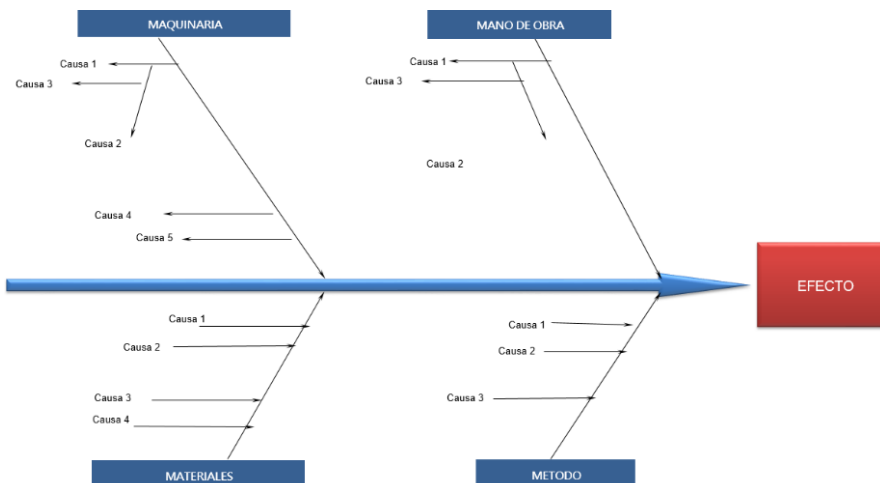 MAQUINARIA
MANO DE OBRA
Causa 1
Causa 3
Causa 2
Causa 4
Causa 5
Causa 1
Causa 3
Causa 2
EFECTO
Causa 1
Causa 2
Causa 3
Causa 4
Causa 1
Causa 2
Causa 3
MATERIALES
METODO